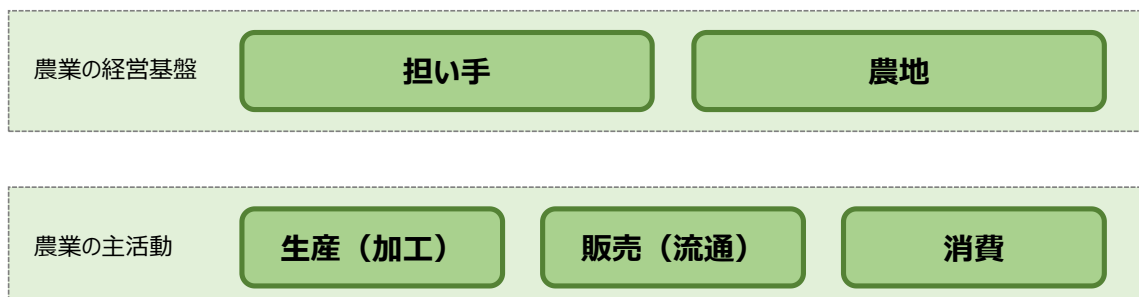 農業の経営基盤
担い手
農地
農業の主活動
生産（加工）
販売（流通）
消費